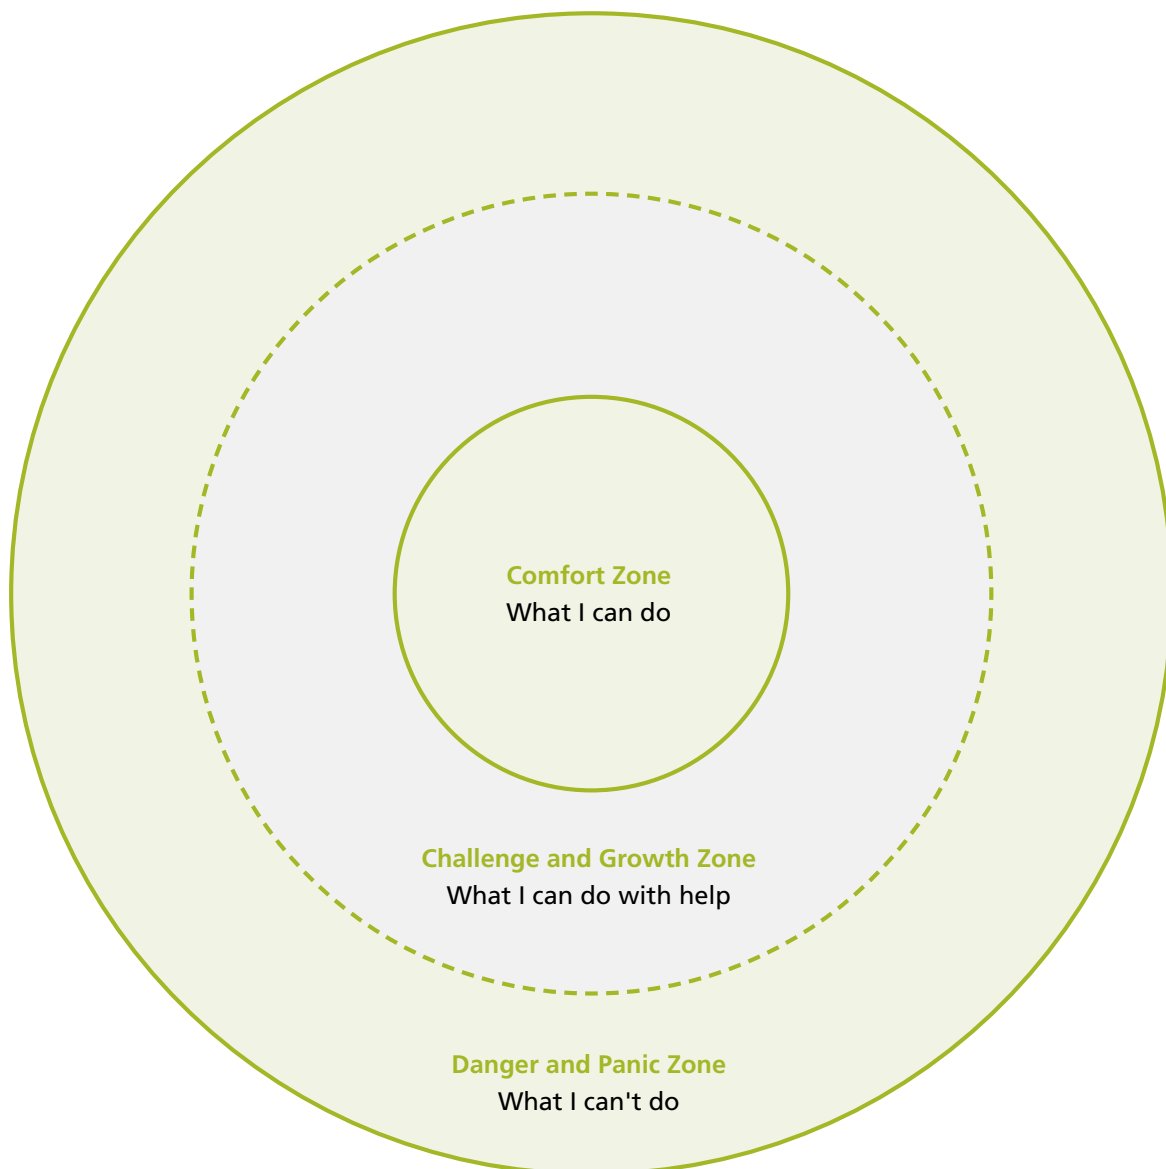 Comfort Zone
What I can do
Challenge and Growth Zone
What I can do with help
Danger and Panic Zone
What I can't do